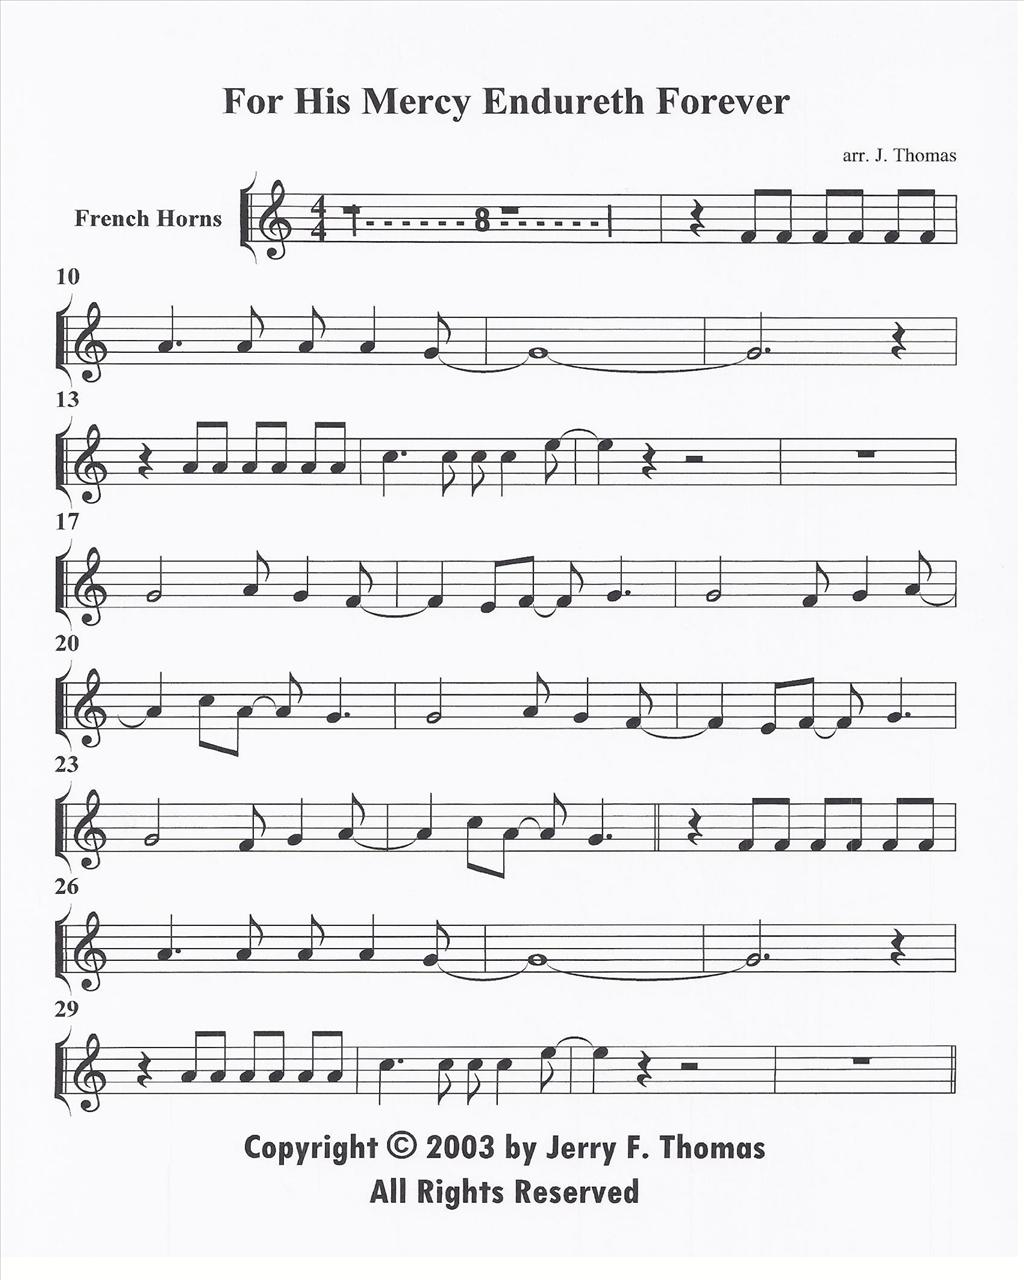 For His Mercy Endureth Forever
arr. J. Thomas
French Horns
4
4
8
10
13
17
20
23
26
29
Copyright © 2003 by Jerry F. Thomas
All Rights Reserved